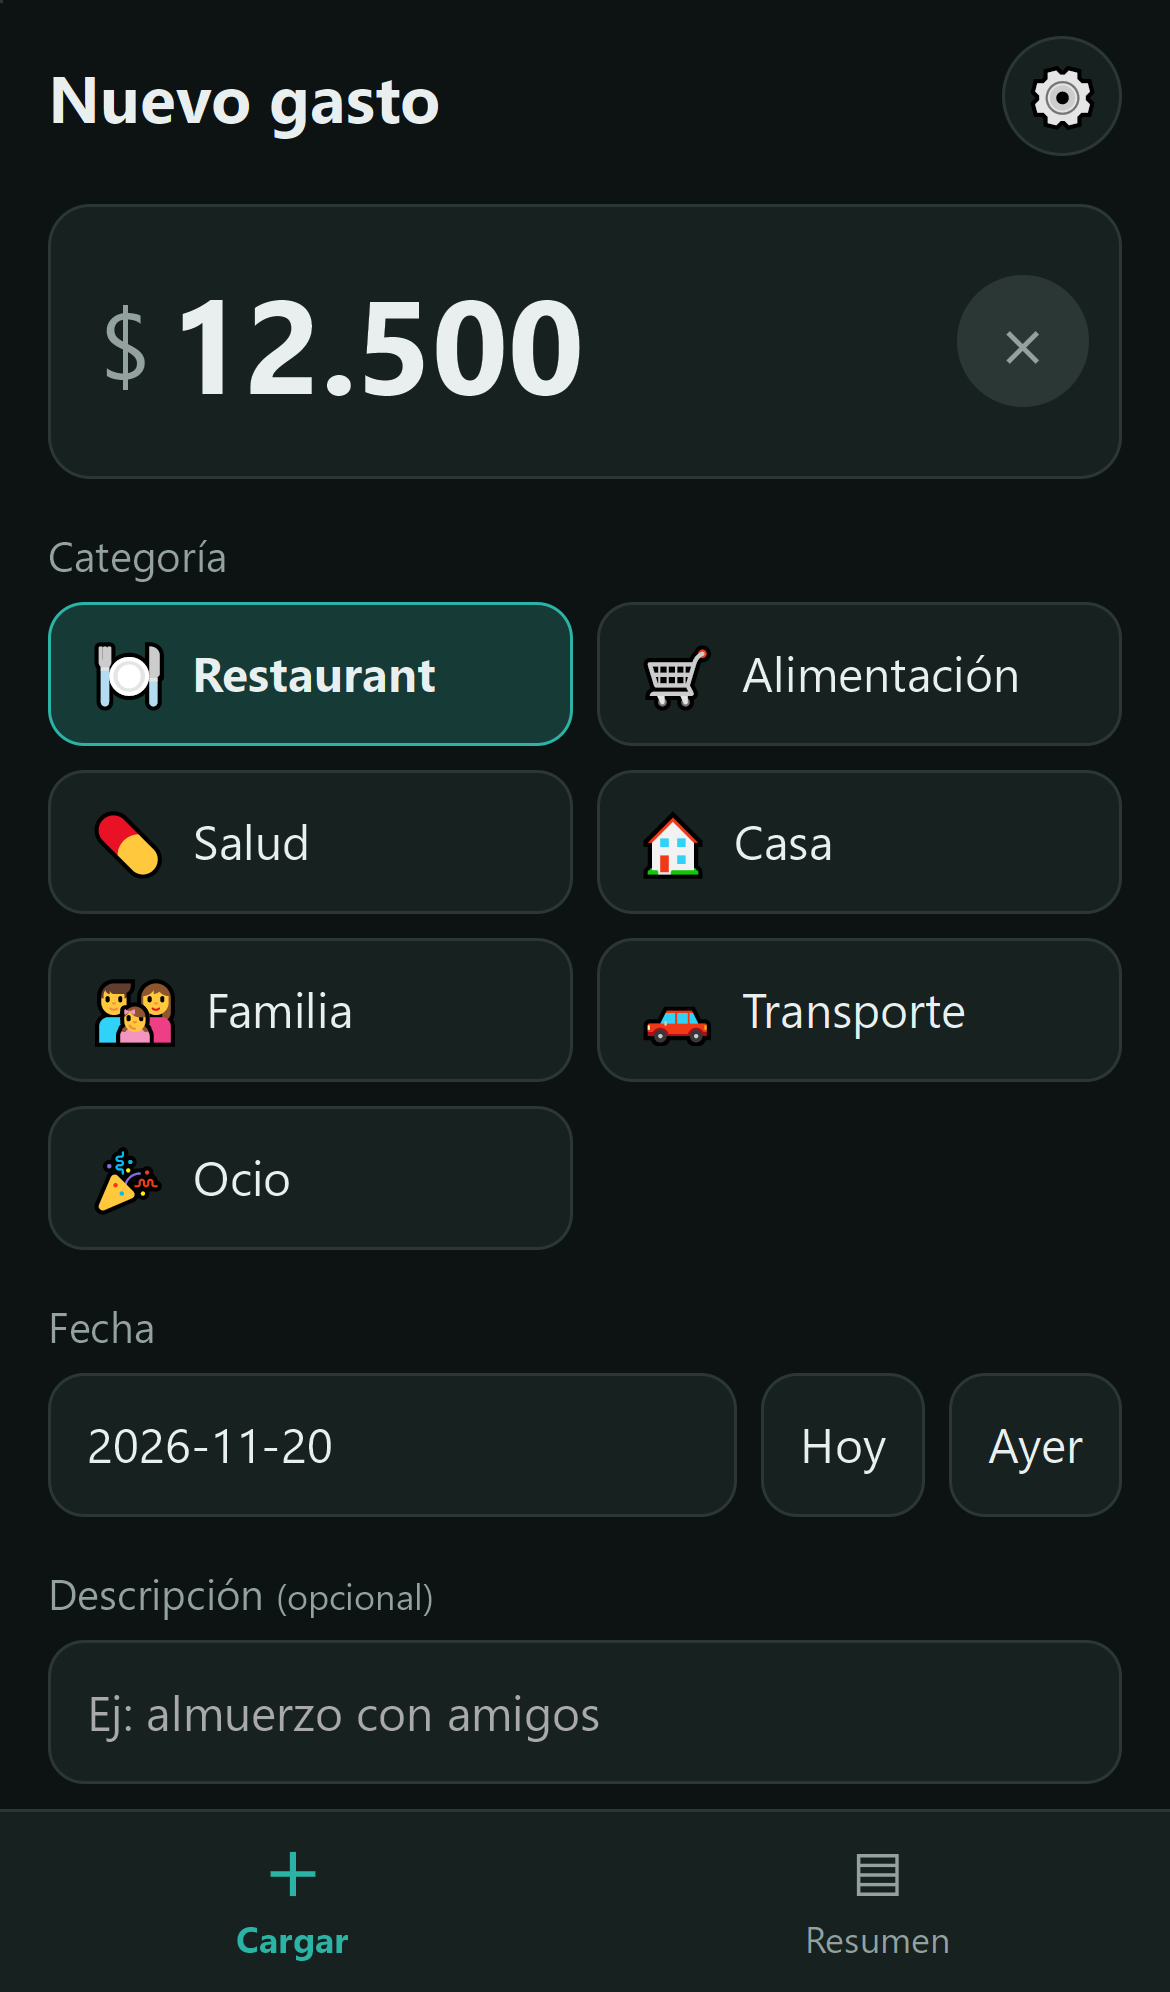 Nuevo gasto
$ 12.500 ×
Categoría
Restaurant
Alimentación
Salud
Casa
Familia
Transporte
Ocio
Fecha
2026-11-20 Hoy Ayer
Descripción (opcional)
Ej: almuerzo con amigos
Cargar
Resumen